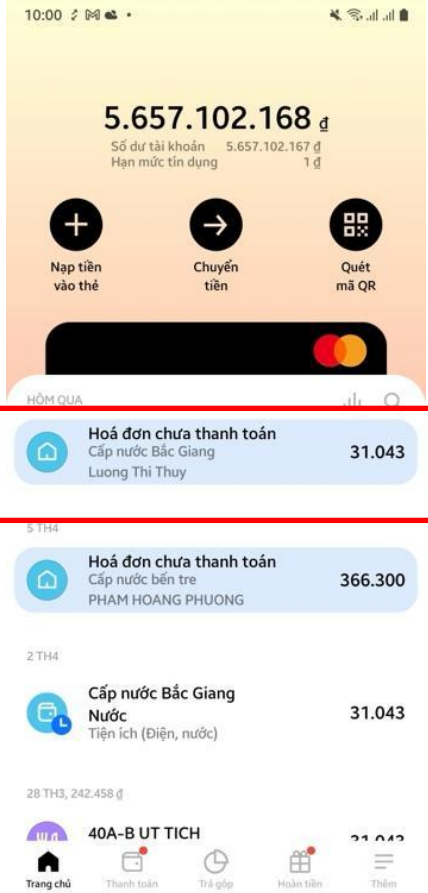 10:00
5.657.102.168 đ
Số dư tài khoản 5.657.102.167 đ
Hạn mức tín dụng 1 đ
Nạp tiền
vào thẻ
Chuyển
tiền
Quét
mã QR
HÔM QUA
Hoá đơn chưa thanh toán
Cấp nước Bắc Giang
31.043
Luong Thi Thuy
5 TH4
Hoá đơn chưa thanh toán
Cấp nước bến tre
366.300
PHAM HOANG PHUONG
2 TH4
Cấp nước Bắc Giang
Nước
31.043
Tiện ích (Điện, nước)
28 TH3, 242.458 đ
40A-B UT TICH
Trang chủ
Thanh toán
Trả góp
Hoàn tiền
Thêm